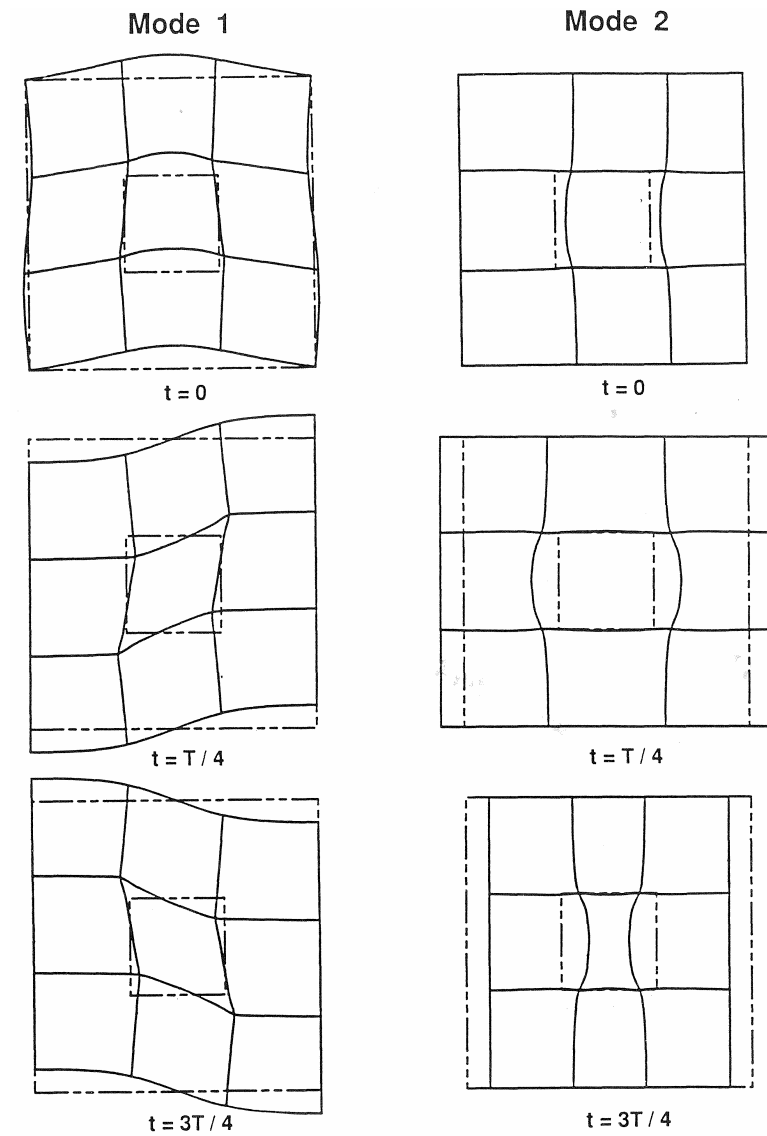 Mode 1
Mode 2
t = 0
t = 0
t = T / 4
t = T / 4
t = 3T / 4
t = 3T / 4